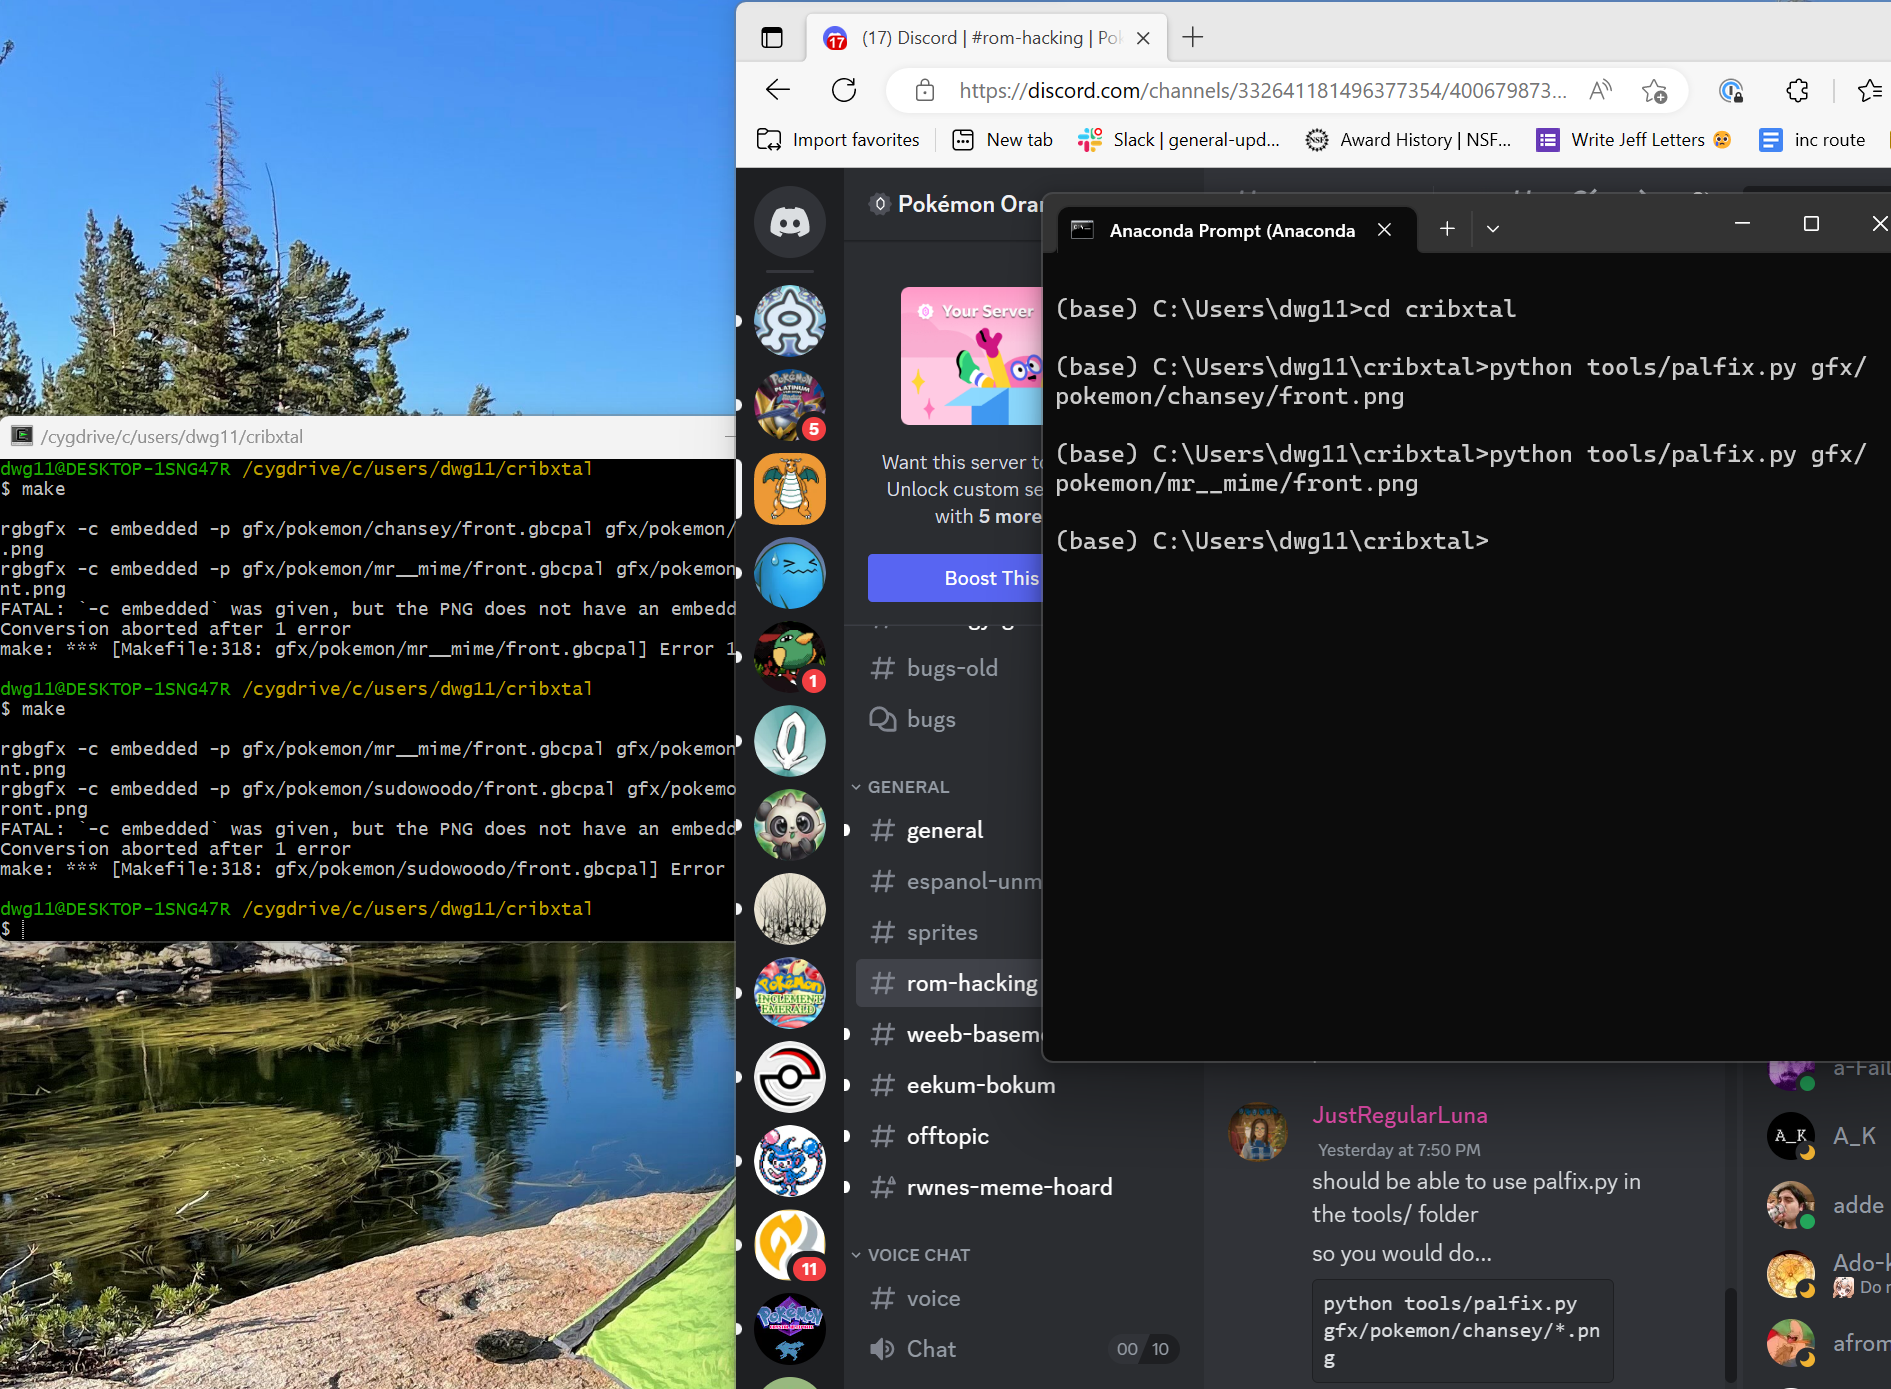 (17) Discord | #rom-hacking | Po
https://discord.com/channels/332641181496377354/400679873...
Import favorites
New tab
Slack | general-upd...
Award History | NSF...
Write Jeff Letters
inc route
/cygdrive/c/users/dwg11/cribxtal
dwg11@DESKTOP-1SNG47R /cygdrive/c/users/dwg11/cribxtal
$ make
rgbgfx -c embedded -p gfx/pokemon/chansey/front.gbcpal gfx/pokemon/
.png
rgbgfx -c embedded -p gfx/pokemon/mr__mime/front.gbcpal gfx/pokemon
nt.png
FATAL: `-c embedded` was given, but the PNG does not have an embedd
Conversion aborted after 1 error
make: *** [Makefile:318: gfx/pokemon/mr__mime/front.gbcpal] Error 1
dwg11@DESKTOP-1SNG47R /cygdrive/c/users/dwg11/cribxtal
$ make
rgbgfx -c embedded -p gfx/pokemon/mr__mime/front.gbcpal gfx/pokemon
nt.png
rgbgfx -c embedded -p gfx/pokemon/sudowoodo/front.gbcpal gfx/pokemo
ront.png
FATAL: `-c embedded` was given, but the PNG does not have an embedd
Conversion aborted after 1 error
make: *** [Makefile:318: gfx/pokemon/sudowoodo/front.gbcpal] Error
dwg11@DESKTOP-1SNG47R /cygdrive/c/users/dwg11/cribxtal
$
POKéMON
PLATINUM
5
1
Pokémon
INCLEMENT
EMERALD
11
POKéMON
Pokémon Oran
Your Server
Want this server to
Unlock custom se
with 5 more
Boost This
bugs-old
bugs
GENERAL
general
espanol-unm
sprites
rom-hacking
weeb-baseme
eekum-bokum
offtopic
rwnes-meme-hoard
VOICE CHAT
voice
Chat
00 10
Anaconda Prompt (Anaconda
(base) C:\Users\dwg11>cd cribxtal
(base) C:\Users\dwg11\cribxtal>python tools/palfix.py gfx/
pokemon/chansey/front.png
(base) C:\Users\dwg11\cribxtal>python tools/palfix.py gfx/
pokemon/mr__mime/front.png
(base) C:\Users\dwg11\cribxtal>
JustRegularLuna
Yesterday at 7:50 PM
should be able to use palfix.py in
the tools/ folder
so you would do...
python tools/palfix.py
gfx/pokemon/chansey/*.pn
g
a-Fail
A_K
A_K
adde
Ado-k
Do n
afrom